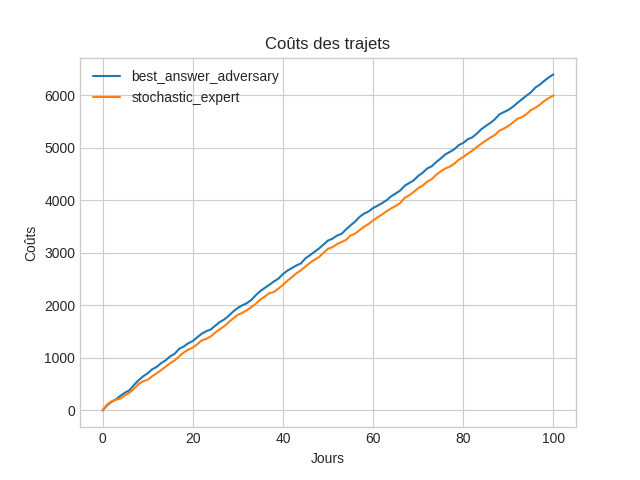 Coûts des trajets
best_answer_adversary
stochastic_expert
Coûts
6000
5000
4000
3000
2000
1000
0
0 20 40 60 80 100
Jours